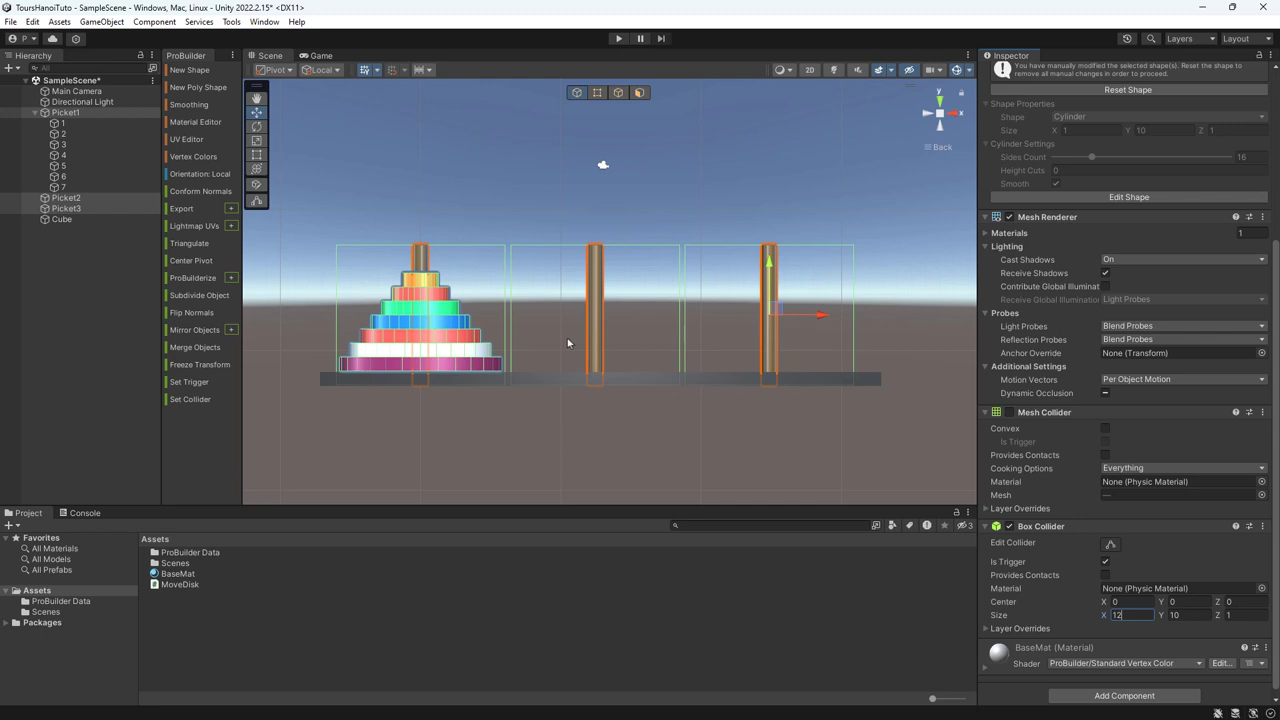 ToursHanoiTuto - SampleScene - Windows, Mac, Linux - Unity 2022.2.15* <DX11>
File Edit Assets GameObject Component Services Tools Window Help
P Layers Layout
Hierarchy
All
SampleScene*
Main Camera
Directional Light
Picket1
1
2
3
4
5
6
7
Picket2
Picket3
Cube
ProBuilder
New Shape
New Poly Shape
Smoothing
Material Editor
UV Editor
Vertex Colors
Orientation: Local
Conform Normals
Export +
Lightmap UVs +
Triangulate
Center Pivot
ProBuilderize +
Subdivide Object
Flip Normals
Mirror Objects +
Merge Objects
Freeze Transform
Set Trigger
Set Collider
Scene Game
Pivot Local 2D
y
x
Back
Inspector
You have manually modified the selected shape(s). Reset the shape to
remove all manual changes in order to proceed.
Reset Shape
Shape Properties
Shape Cylinder
Size X 1 Y 10 Z 1
Cylinder Settings
Sides Count 16
Height Cuts 0
Smooth
Edit Shape
Mesh Renderer
Materials 1
Lighting
Cast Shadows On
Receive Shadows
Contribute Global Illuminat
Receive Global Illumination Light Probes
Probes
Light Probes Blend Probes
Reflection Probes Blend Probes
Anchor Override None (Transform)
Additional Settings
Motion Vectors Per Object Motion
Dynamic Occlusion
Mesh Collider
Convex
Is Trigger
Provides Contacts
Cooking Options Everything
Material None (Physic Material)
Mesh —
Layer Overrides
Box Collider
Edit Collider
Is Trigger
Provides Contacts
Material None (Physic Material)
Center X 0 Y 0 Z 0
Size X 12 Y 10 Z 1
Layer Overrides
BaseMat (Material)
Shader ProBuilder/Standard Vertex Color Edit...
Add Component
Project Console
3
Favorites
All Materials
All Models
All Prefabs
Assets
ProBuilder Data
Scenes
Packages
Assets
ProBuilder Data
Scenes
BaseMat
MoveDisk